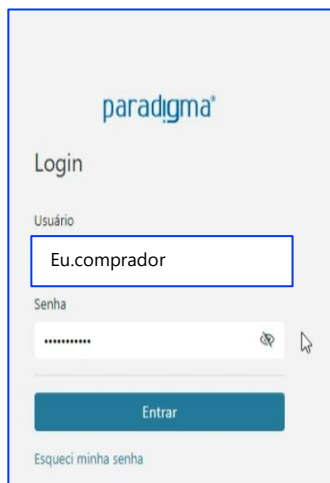 paradigma®
Login
Usuário
Eu.comprador
Senha
•••••••••••
Entrar
Esqueci minha senha